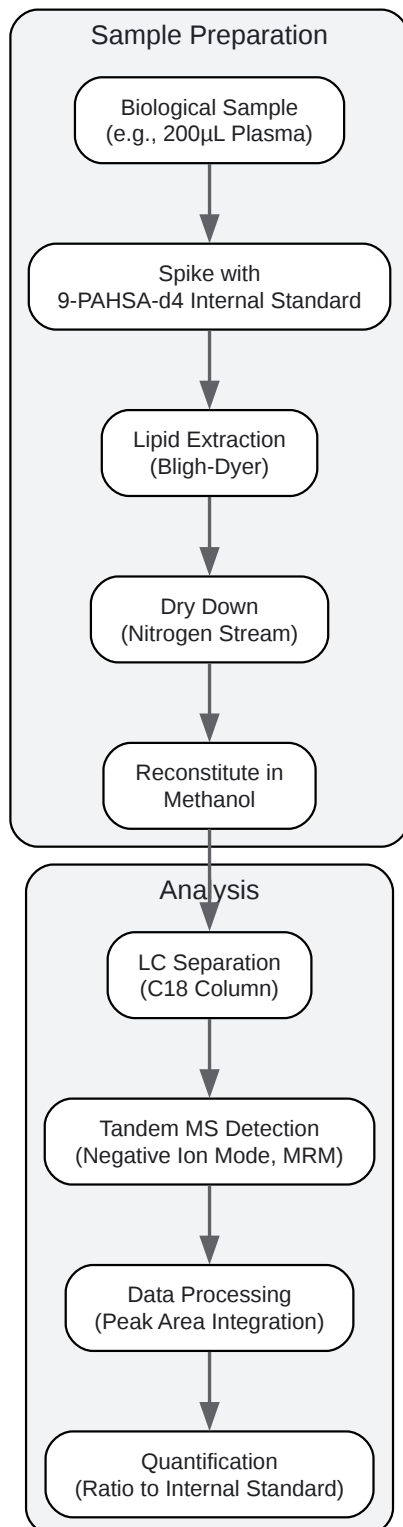 Sample Preparation
Biological Sample
(e.g., 200µL Plasma)
Spike with
9-PAHSA-d4 Internal Standard
Lipid Extraction
(Bligh-Dyer)
Dry Down
(Nitrogen Stream)
Reconstitute in
Methanol
Analysis
LC Separation
(C18 Column)
Tandem MS Detection
(Negative Ion Mode, MRM)
Data Processing
(Peak Area Integration)
Quantification
(Ratio to Internal Standard)